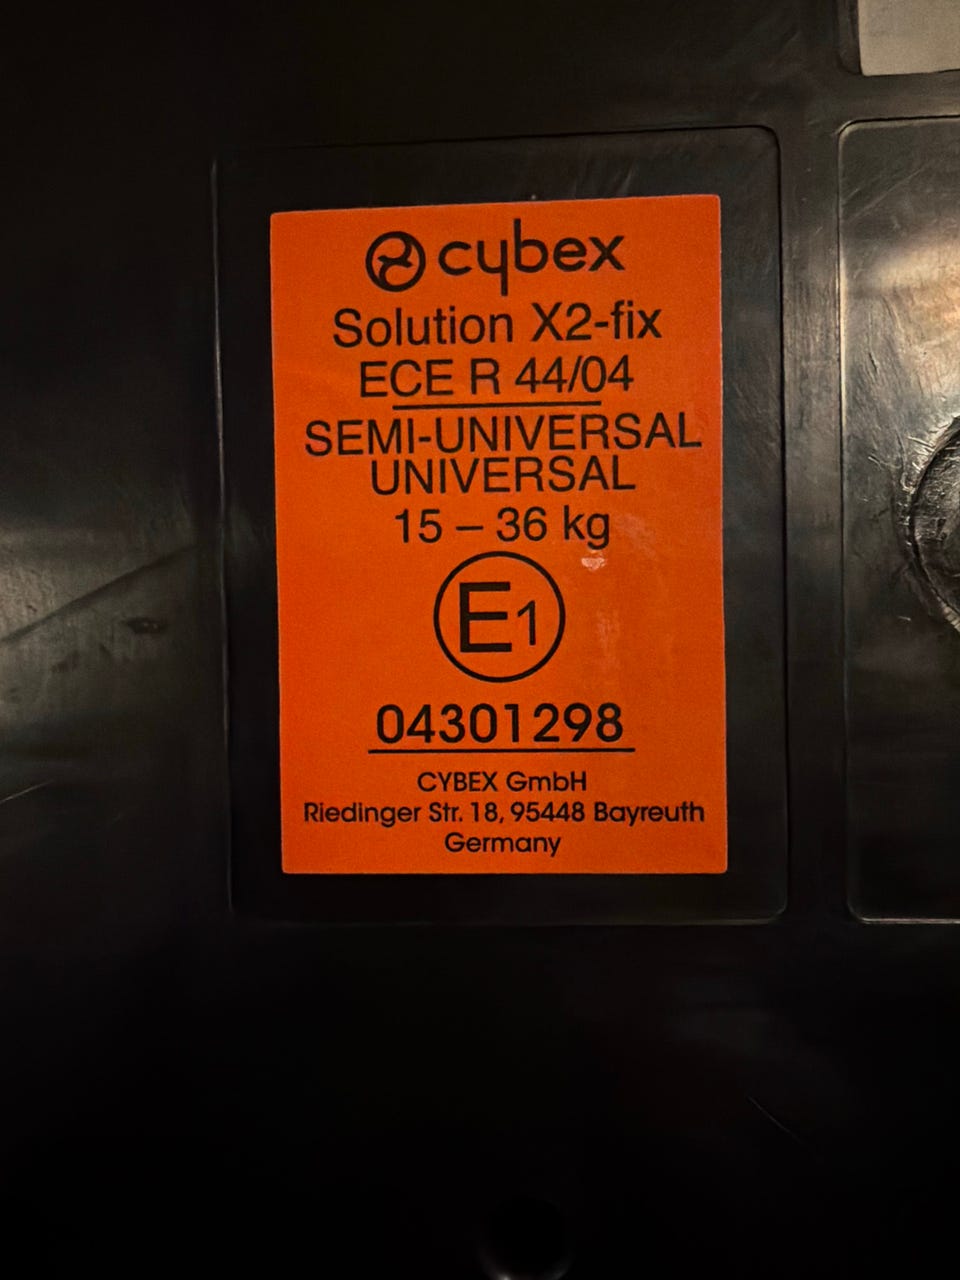 cybex
Solution X2-fix
ECE R 44/04
SEMI-UNIVERSAL
UNIVERSAL
15 – 36 kg
E1
04301298
CYBEX GmbH
Riedinger Str. 18, 95448 Bayreuth
Germany